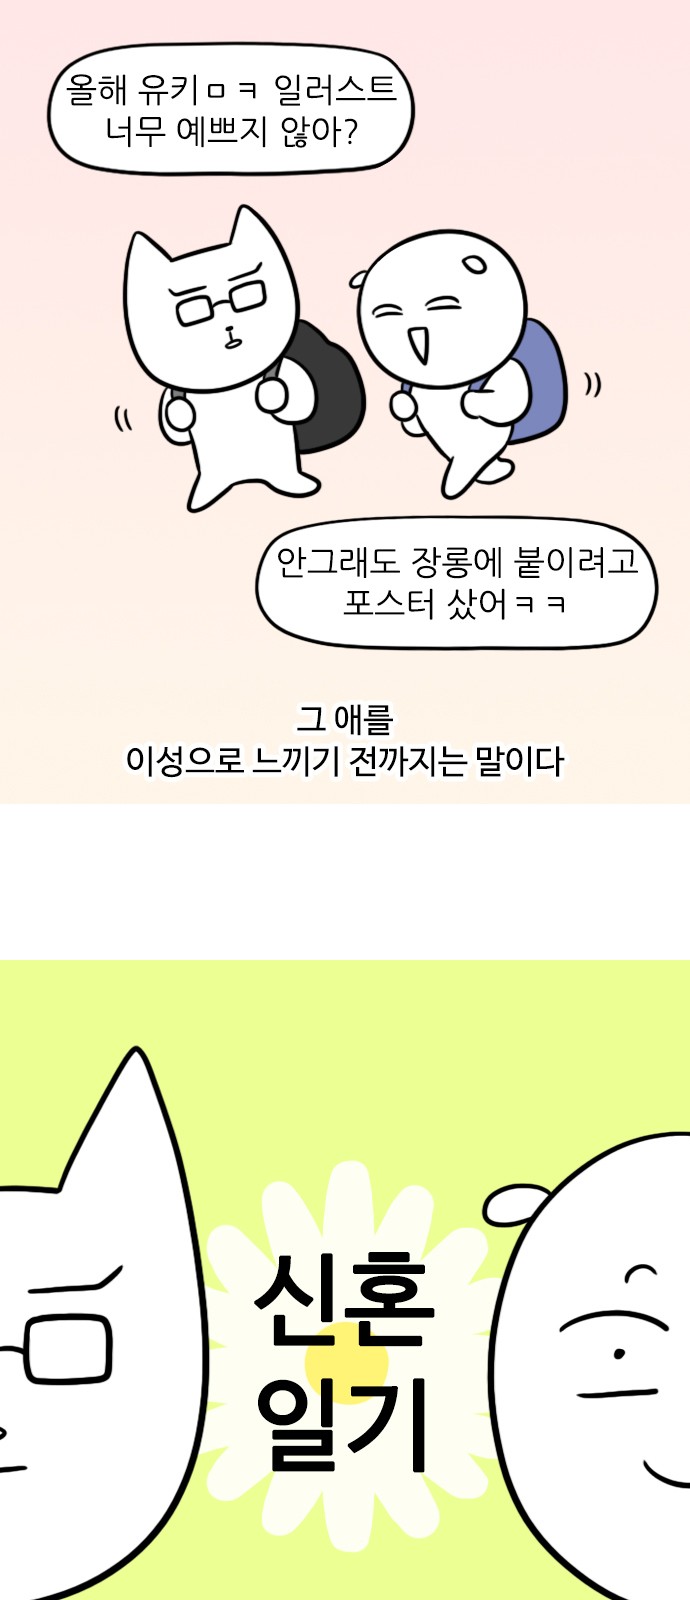 올해 유키ㅁㅋ 일러스트
너무 예쁘지 않아?
안그래도 장롱에 붙이려고
포스터 샀어ㅋㅋ
그 애를
이성으로 느끼기 전까지는 말이다
신혼
일기